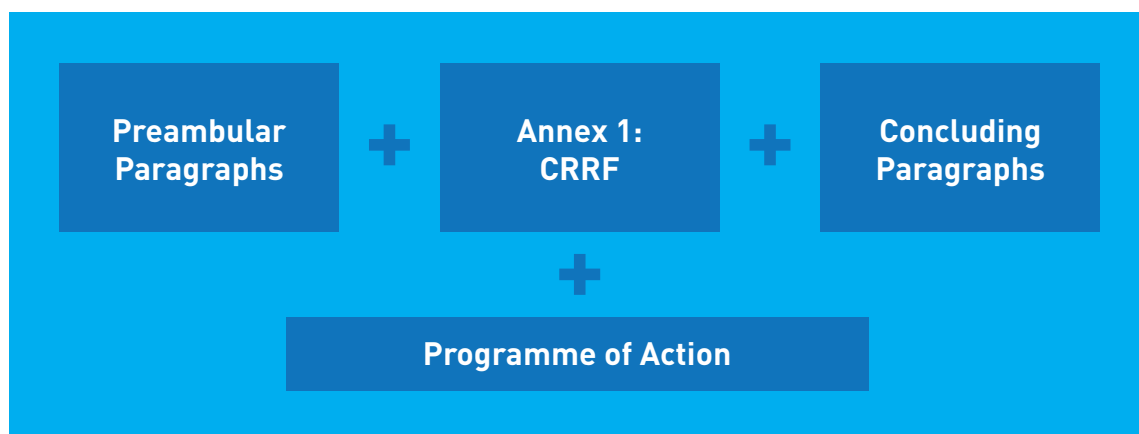 Preambular
Paragraphs
Annex 1:
CRRF
Concluding
Paragraphs
Programme of Action